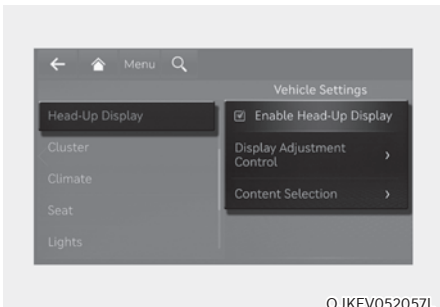 Menu
Vehicle Settings
Head-Up Display
Enable Head-Up Display
Cluster
Display Adjustment
Control
Climate
Content Selection
Seat
Lights
OJKEV052057L